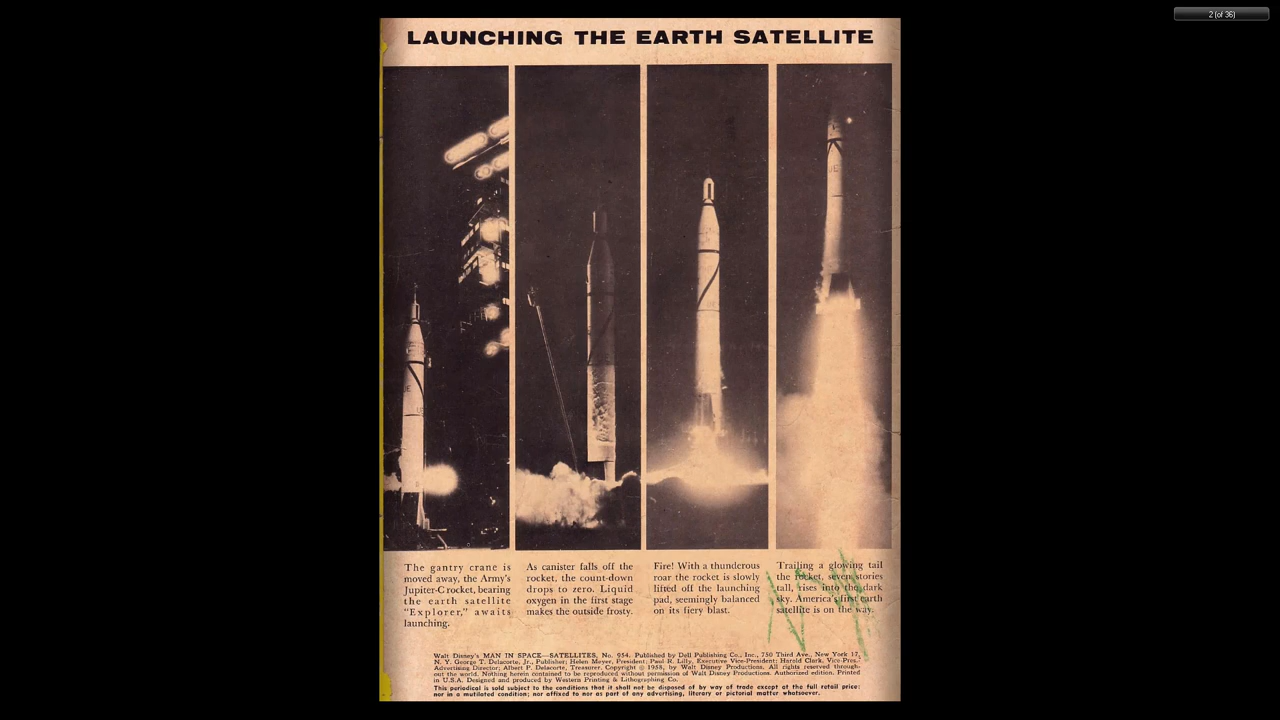 2 (of 36)
LAUNCHING THE EARTH SATELLITE
The gantry crane is
moved away, the Army's
Jupiter-C rocket, bearing
the earth satellite
"Explorer," awaits
launching.
As canister falls off the
rocket, the count-down
drops to zero. Liquid
oxygen in the first stage
makes the outside frosty.
Fire! With a thunderous
roar the rocket is slowly
lifted off the launching
pad, seemingly balanced
on its fiery blast.
Trailing a glowing tail
the rocket, seven stories
tall, rises into the dark
sky. America's first earth
satellite is on the way.
Walt Disney's MAN IN SPACE—SATELLITES, No. 954. Published by Dell Publishing Co., Inc., 750 Third Ave., New York 17,
N. Y. George T. Delacorte, Jr., Publisher; Helen Meyer, President; Paul R. Lilly, Executive Vice-President; Harold Clark, Vice-Pres.-
Advertising Director; Albert P. Delacorte, Treasurer. Copyright © 1958, by Walt Disney Productions. All rights reserved through-
out the world. Nothing herein contained to be reproduced without permission of Walt Disney Productions. Authorized edition. Printed
in U.S.A. Designed and produced by Western Printing & Lithographing Co.
This periodical is sold subject to the conditions that it shall not be disposed of by way of trade except at the full retail price;
nor in a mutilated condition; nor affixed to nor as part of any advertising, literary or pictorial matter whatsoever.